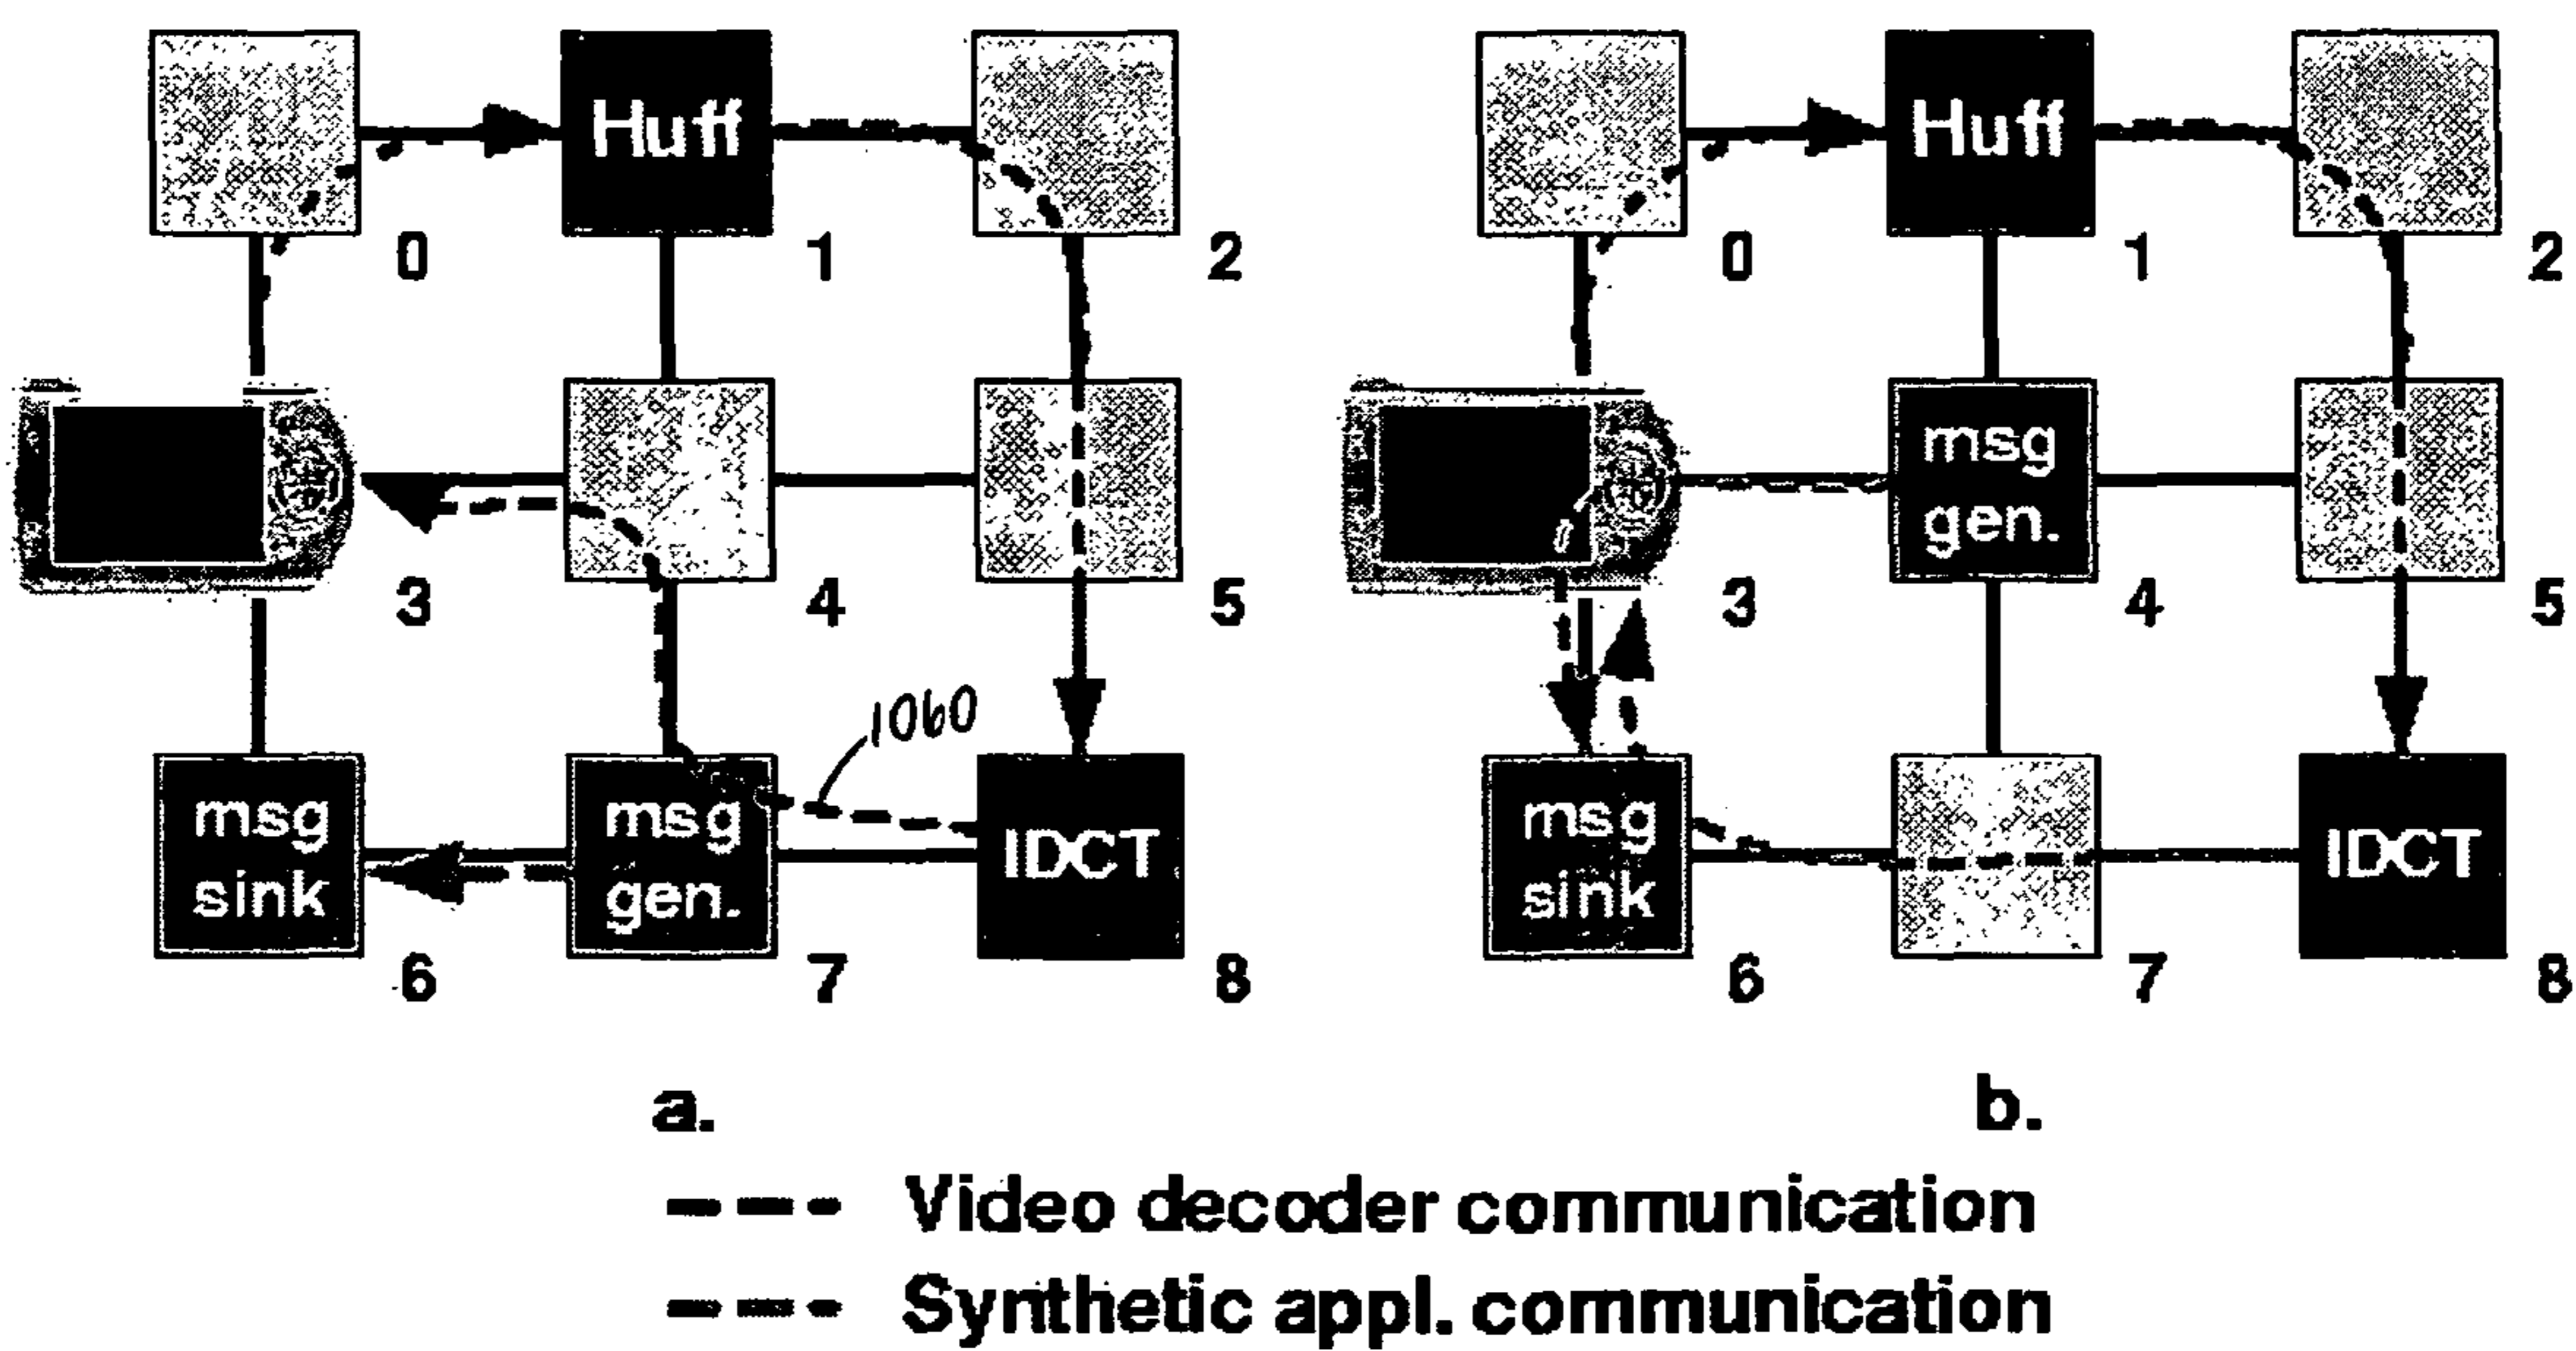 Huff
0
1
2
3
4
5
1060
msg
sink
msg
gen.
IDCT
6
7
8
a.
Huff
0
1
2
msg
gen.
3
4
5
msg
sink
IDCT
6
7
8
b.
Video decoder communication
Synthetic appl. communication